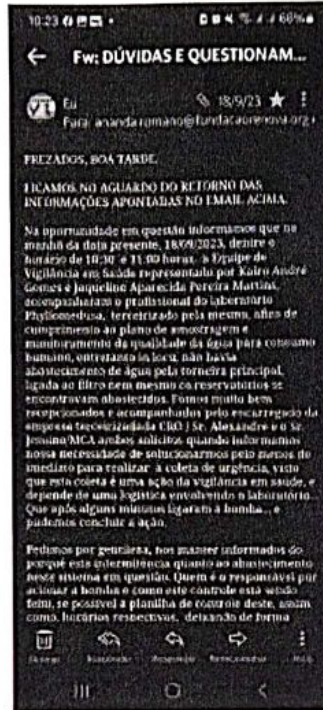 10:23
66%
Fw: DÚVIDAS E QUESTIONAM...
Eu
18/9/23
Para: ananda.romano@fundacaorenova.org
PREZADOS, BOA TARDE.
FICAMOS NO AGUARDO DO RETORNO DAS
INFORMAÇÕES APONTADAS NO EMAIL ACIMA.
Na oportunidade em questão informamos que na
manhã da data presente, 18/09/2023, dentre o
horário de 10:30 e 11:00 horas, a Equipe de
Vigilância em Saúde representado por Kairo André
Gomes e Jaqueline Aparecida Pereira Martins,
acompanharam o profissional do laboratório
Phyllomedusa, terceirizado pela mesma, afins de
cumprimento ao plano de amostragem e
monitoramento da qualidade da água para consumo
humano, entretanto in locu, não havia
abastecimento de água pela torneira principal,
ligada ao filtro nem mesmo os reservatórios se
encontravam abastecidos. Fomos muito bem
recepcionados e acompanhados pelo encarregado da
empresa terceirizada CRO / Sr. Alexandre e o Sr.
/MCA ambos solícitos quando informamos
nossa necessidade de solucionarmos pelo menos de
imediato para realizar a coleta de urgência, visto
que esta coleta é uma ação da vigilância em saúde, e
depende de uma logística envolvendo o laboratório...
Que após alguns minutos ligaram a bomba... e
pudemos concluir a ação.
Pedimos por gentileza, nos manter informados do
porquê esta intermitência quanto ao abastecimento
neste sistema em questão. Quem é o responsável por
acionar a bomba e como este controle está sendo
feito, se possível a planilha de controle deste, assim
como, horários respectivos, deixando de forma